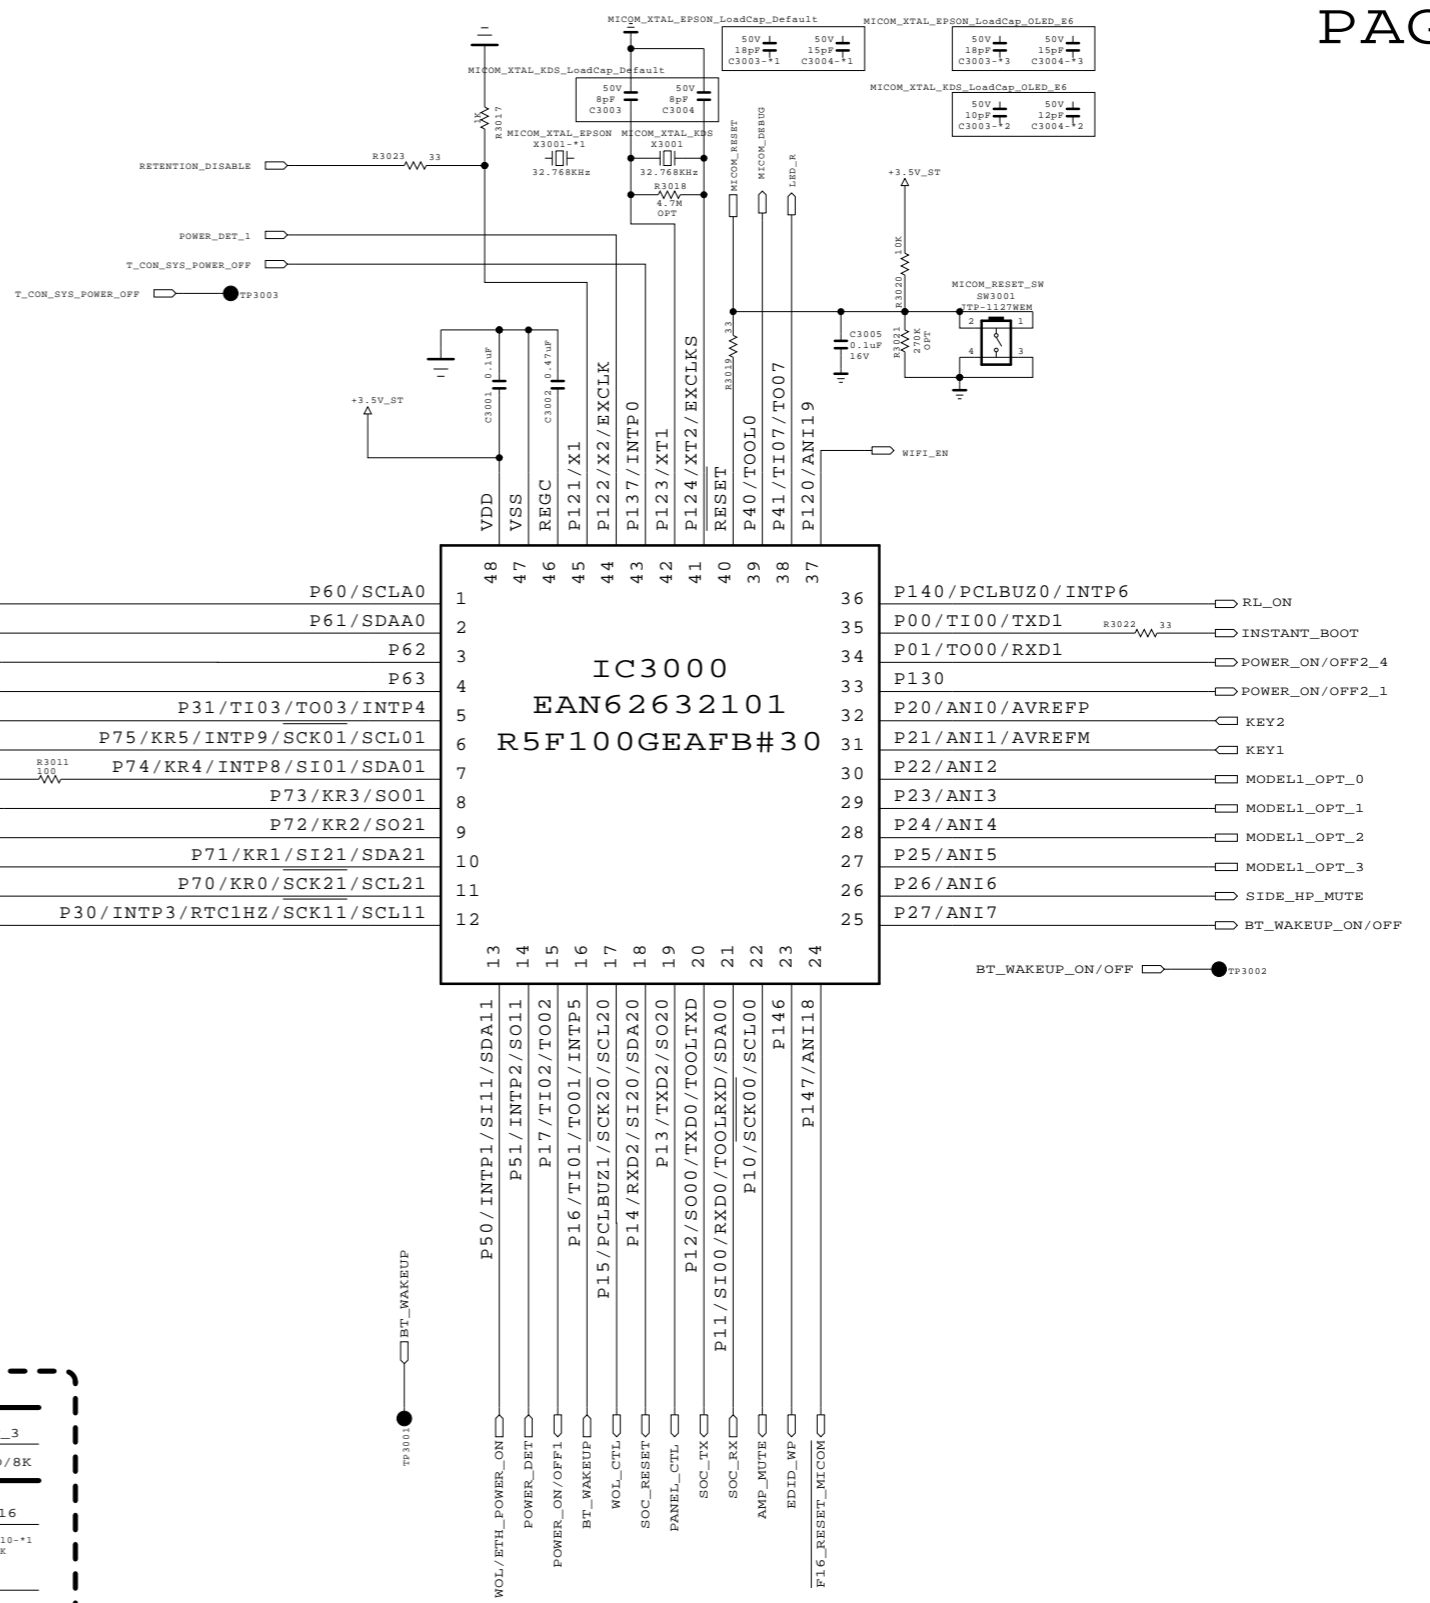 PAG
MICOM_XTAL_EPSON_LoadCap_Default
50V
18pF
C3003-*1
50V
15pF
C3004-*1
MICOM_XTAL_EPSON_LoadCap_OLED_E6
50V
18pF
C3003-*3
50V
15pF
C3004-*3
MICOM_XTAL_KDS_LoadCap_Default
50V
8pF
C3003
50V
8pF
C3004
MICOM_XTAL_KDS_LoadCap_OLED_E6
50V
10pF
C3003-*2
50V
12pF
C3004-*2
1K
R3017
MICOM_XTAL_EPSON
X3001-*1
32.768KHz
MICOM_XTAL_KDS
X3001
32.768KHz
R3018
4.7M
OPT
MICOM_RESET
MICOM_DEBUG
LED_R
RETENTION_DISABLE
R3023 33
POWER_DET_1
T_CON_SYS_POWER_OFF
T_CON_SYS_POWER_OFF
TP3003
+3.5V_ST
R3020 10K
MICOM_RESET_SW
SW3001
JTP-1127WEM
2 1
4 3
R3019 33
C3005
0.1uF
16V
R3021
270K
OPT
+3.5V_ST
C3001 0.1uF
C3002 0.47uF
WIFI_EN
VDD
VSS
REGC
P121/X1
P122/X2/EXCLK
P137/INTP0
P123/XT1
P124/XT2/EXCLKS
RESET
P40/TOOL0
P41/TI07/TO07
P120/ANI19
48 47 46 45 44 43 42 41 40 39 38 37
IC3000
EAN62632101
R5F100GEAFB#30
P60/SCLA0 1
P61/SDAA0 2
P62 3
P63 4
P31/TI03/TO03/INTP4 5
P75/KR5/INTP9/SCK01/SCL01 6
R3011
100
P74/KR4/INTP8/SI01/SDA01 7
P73/KR3/SO01 8
P72/KR2/SO21 9
P71/KR1/SI21/SDA21 10
P70/KR0/SCK21/SCL21 11
P30/INTP3/RTC1HZ/SCK11/SCL11 12
36 P140/PCLBUZ0/INTP6 RL_ON
35 P00/TI00/TXD1 R3022 33 INSTANT_BOOT
34 P01/TO00/RXD1 POWER_ON/OFF2_4
33 P130 POWER_ON/OFF2_1
32 P20/ANI0/AVREFP KEY2
31 P21/ANI1/AVREFM KEY1
30 P22/ANI2 MODEL1_OPT_0
29 P23/ANI3 MODEL1_OPT_1
28 P24/ANI4 MODEL1_OPT_2
27 P25/ANI5 MODEL1_OPT_3
26 P26/ANI6 SIDE_HP_MUTE
25 P27/ANI7 BT_WAKEUP_ON/OFF
BT_WAKEUP_ON/OFF TP3002
13 14 15 16 17 18 19 20 21 22 23 24
P50/INTP1/SI11/SDA11
P51/INTP2/SO11
P17/TI02/TO02
P16/TI01/TO01/INTP5
P15/PCLBUZ1/SCK20/SCL20
P14/RXD2/SI20/SDA20
P13/TXD2/SO20
P12/SO00/TXD0/TOOLTXD
P11/SI00/RXD0/TOOLRXD/SDA00
P10/SCK00/SCL00
P146
P147/ANI18
BT_WAKEUP
TP3001
WOL/ETH_POWER_ON
POWER_DET
POWER_ON/OFF1
BT_WAKEUP
WOL_CTL
SOC_RESET
PANEL_CTL
SOC_TX
SOC_RX
AMP_MUTE
EDID_WP
F16_RESET_MICOM
_3
/8K
16
10-*1
K